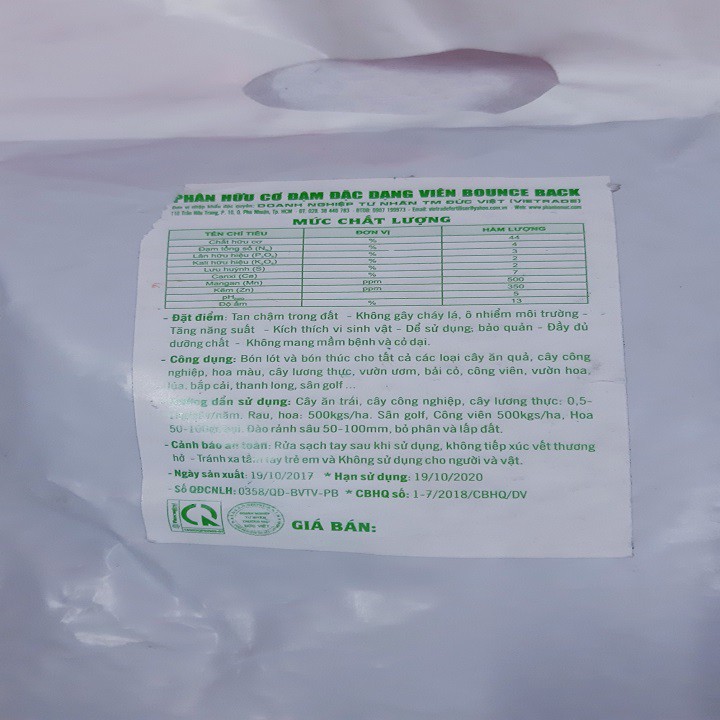 PHÂN HỮU CƠ ĐẬM ĐẶC DẠNG VIÊN BOUNCE BACK
DOANH NGHIỆP TƯ NHÂN TM ĐỨC VIỆT (VIETRADE)
MỨC CHẤT LƯỢNG
TÊN CHỈ TIÊU ĐƠN VỊ HÀM LƯỢNG
Chất hữu cơ % 44
Đạm tổng số (N) % 4
Lân hữu hiệu (P₂O₅) % 3
Kali hữu hiệu (K₂O) % 2
Lưu huỳnh (S) % 2
Canxi (Ca) % 7
Mangan (Mn) ppm 500
Kẽm (Zn) ppm 350
pH 5
Độ ẩm % 13
- Đặt điểm: Tan chậm trong đất - Không gây cháy lá, ô nhiễm môi trường -
Tăng năng suất - Kích thích vi sinh vật - Dể sử dụng; bảo quản - Đầy đủ
dưỡng chất - Không mang mầm bệnh và cỏ dại.
- Công dụng: Bón lót và bón thúc cho tất cả các loại cây ăn quả, cây công
nghiệp, hoa màu, cây lương thực, vườn ươm, bải cỏ, công viên, vườn hoa,
lúa, bắp cải, thanh long, sân golf ...
dẩn sử dụng: Cây ăn trái, cây công nghiệp, cây lương thực: 0,5-
/năm. Rau, hoa: 500kgs/ha. Sân golf, Công viên 500kgs/ha, Hoa
Đào rảnh sâu 50-100mm, bỏ phân và lấp đất.
- Cảnh báo an toàn: Rửa sạch tay sau khi sử dụng, không tiếp xúc vết thương
hở - Tránh xa tay trẻ em và Không sử dụng cho người và vật.
- Ngày sản xuất: 19/10/2017 * Hạn sử dụng: 19/10/2020
- Số QĐCNLH: 0358/QĐ-BVTV-PB * CBHQ số: 1-7/2018/CBHQ/DV
GIÁ BÁN: